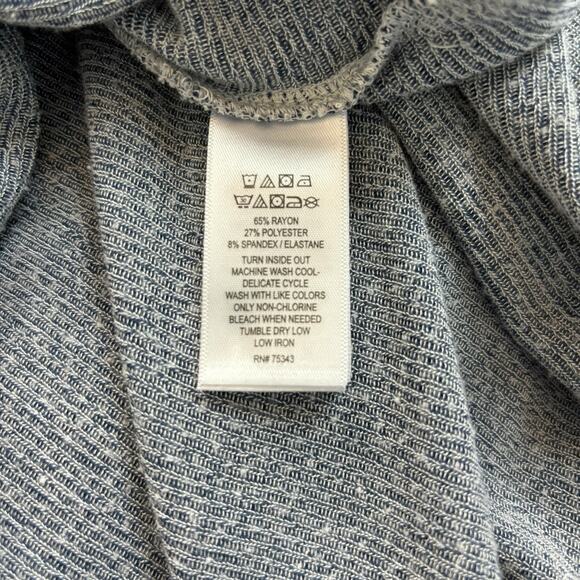 65% RAYON
27% POLYESTER
8% SPANDEX / ELASTANE
TURN INSIDE OUT
MACHINE WASH COOL-
DELICATE CYCLE
WASH WITH LIKE COLORS
ONLY NON-CHLORINE
BLEACH WHEN NEEDED
TUMBLE DRY LOW
LOW IRON
RN# 75343